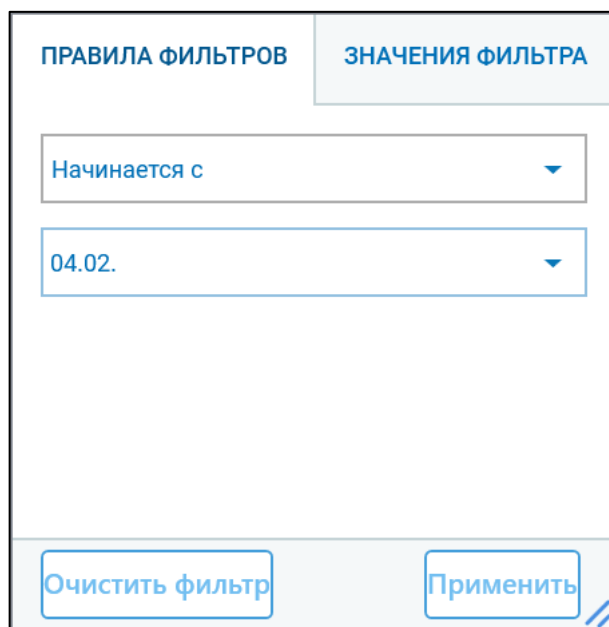 ПРАВИЛА ФИЛЬТРОВ ЗНАЧЕНИЯ ФИЛЬТРА
Начинается с
04.02.
Очистить фильтр Применить